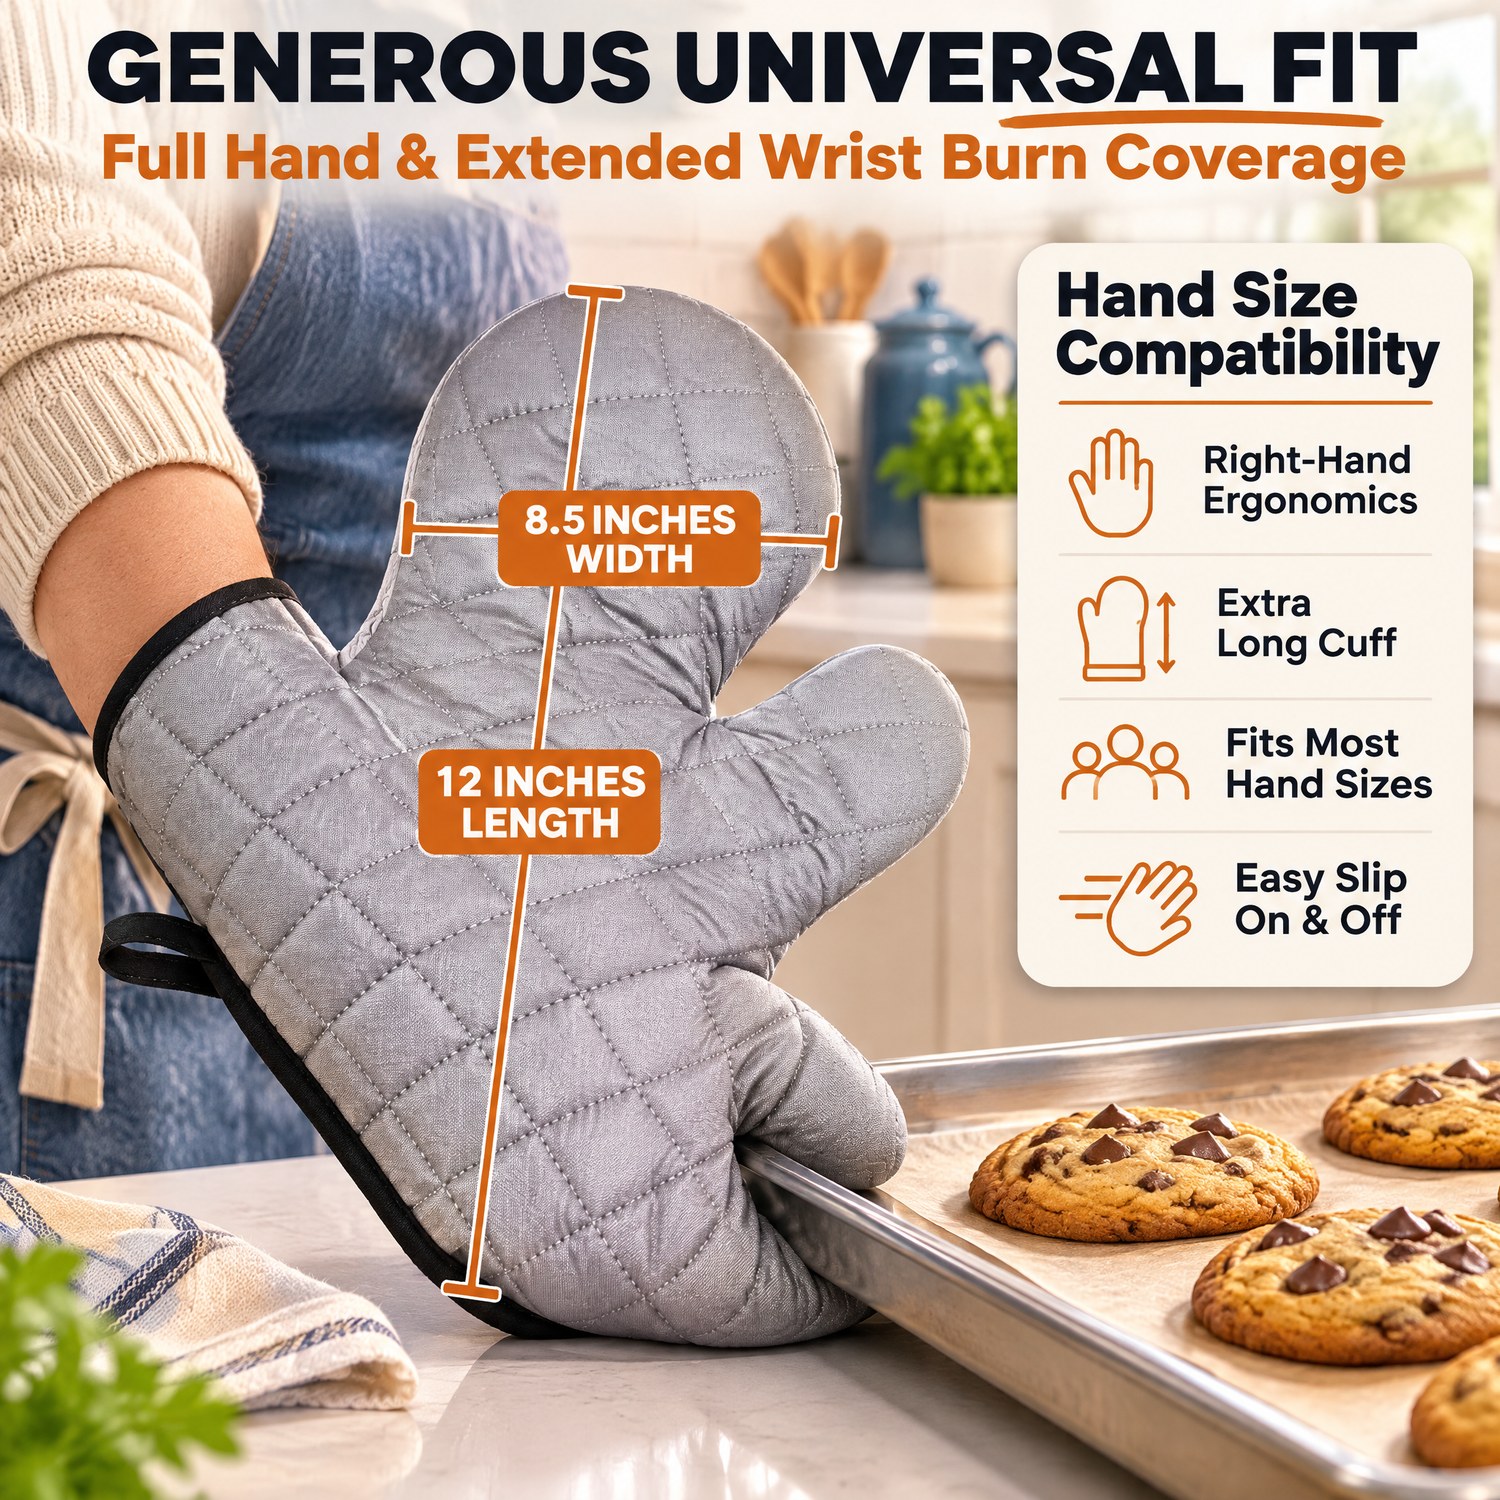 GENEROUS UNIVERSAL FIT
Full Hand & Extended Wrist Burn Coverage
8.5 INCHES
WIDTH
12 INCHES
LENGTH
Hand Size
Compatibility
Right-Hand
Ergonomics
Extra
Long Cuff
Fits Most
Hand Sizes
Easy Slip
On & Off